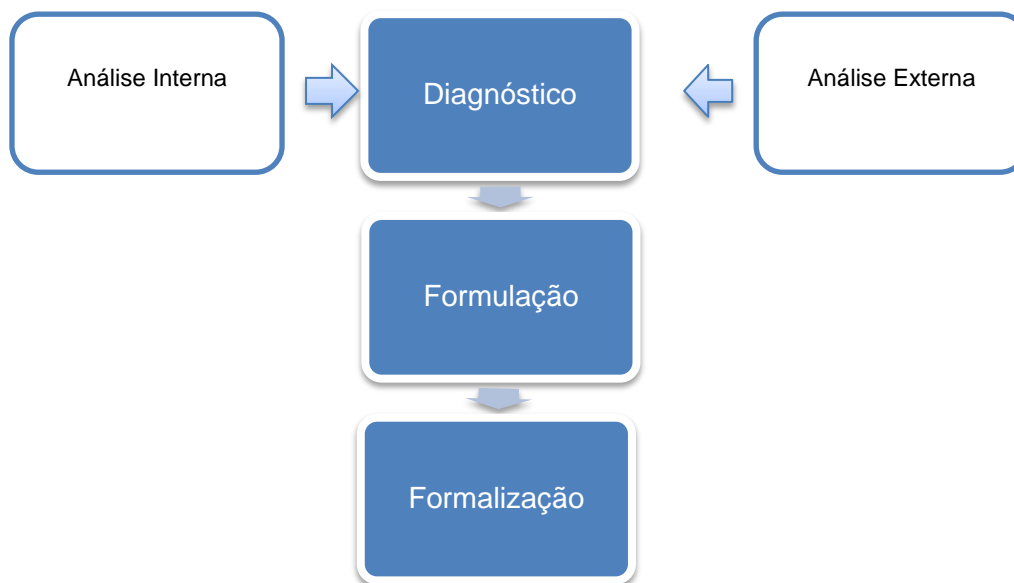 Análise Interna
Diagnóstico
Análise Externa
Formulação
Formalização